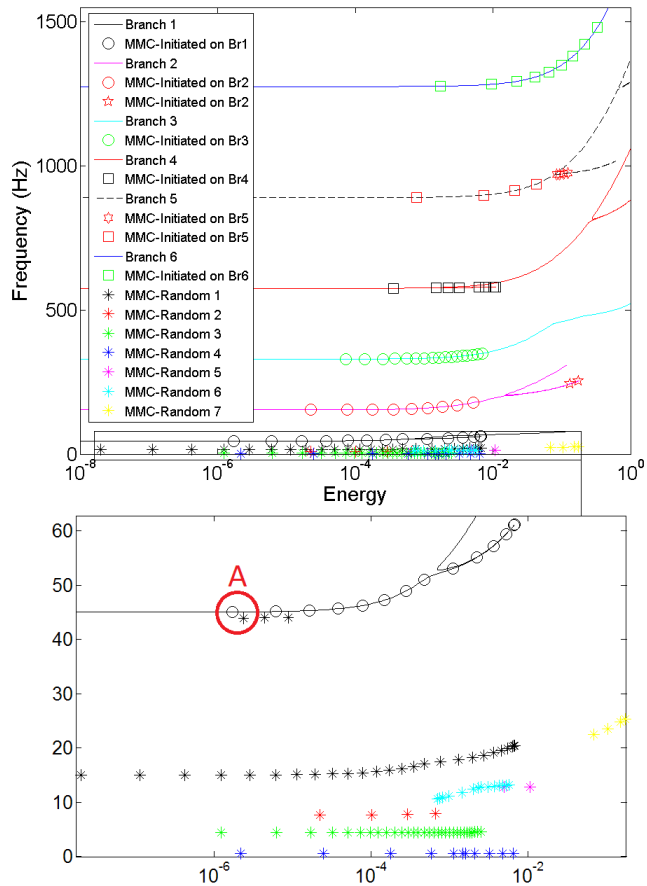 1500
1000
500
0
Frequency (Hz)
Branch 1
MMC-Initiated on Br1
Branch 2
MMC-Initiated on Br2
MMC-Initiated on Br2
Branch 3
MMC-Initiated on Br3
Branch 4
MMC-Initiated on Br4
Branch 5
MMC-Initiated on Br5
MMC-Initiated on Br5
Branch 6
MMC-Initiated on Br6
MMC-Random 1
MMC-Random 2
MMC-Random 3
MMC-Random 4
MMC-Random 5
MMC-Random 6
MMC-Random 7
10^-8 10^-6 10^-4 10^-2 10^0
Energy
60
50
40
30
20
10
0
A
10^-6 10^-4 10^-2